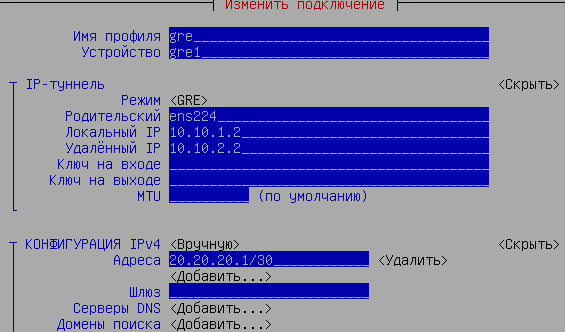 Изменить подключение
Имя профиля gre
Устройство gre1
IP-туннель <Скрыть>
Режим <GRE>
Родительский ens224
Локальный IP 10.10.1.2
Удалённый IP 10.10.2.2
Ключ на входе
Ключ на выходе
MTU (по умолчанию)
КОНФИГУРАЦИЯ IPv4 <Вручную> <Скрыть>
Адреса 20.20.20.1/30 <Удалить>
<Добавить...>
Шлюз
Серверы DNS <Добавить...>
Домены поиска <Добавить...>